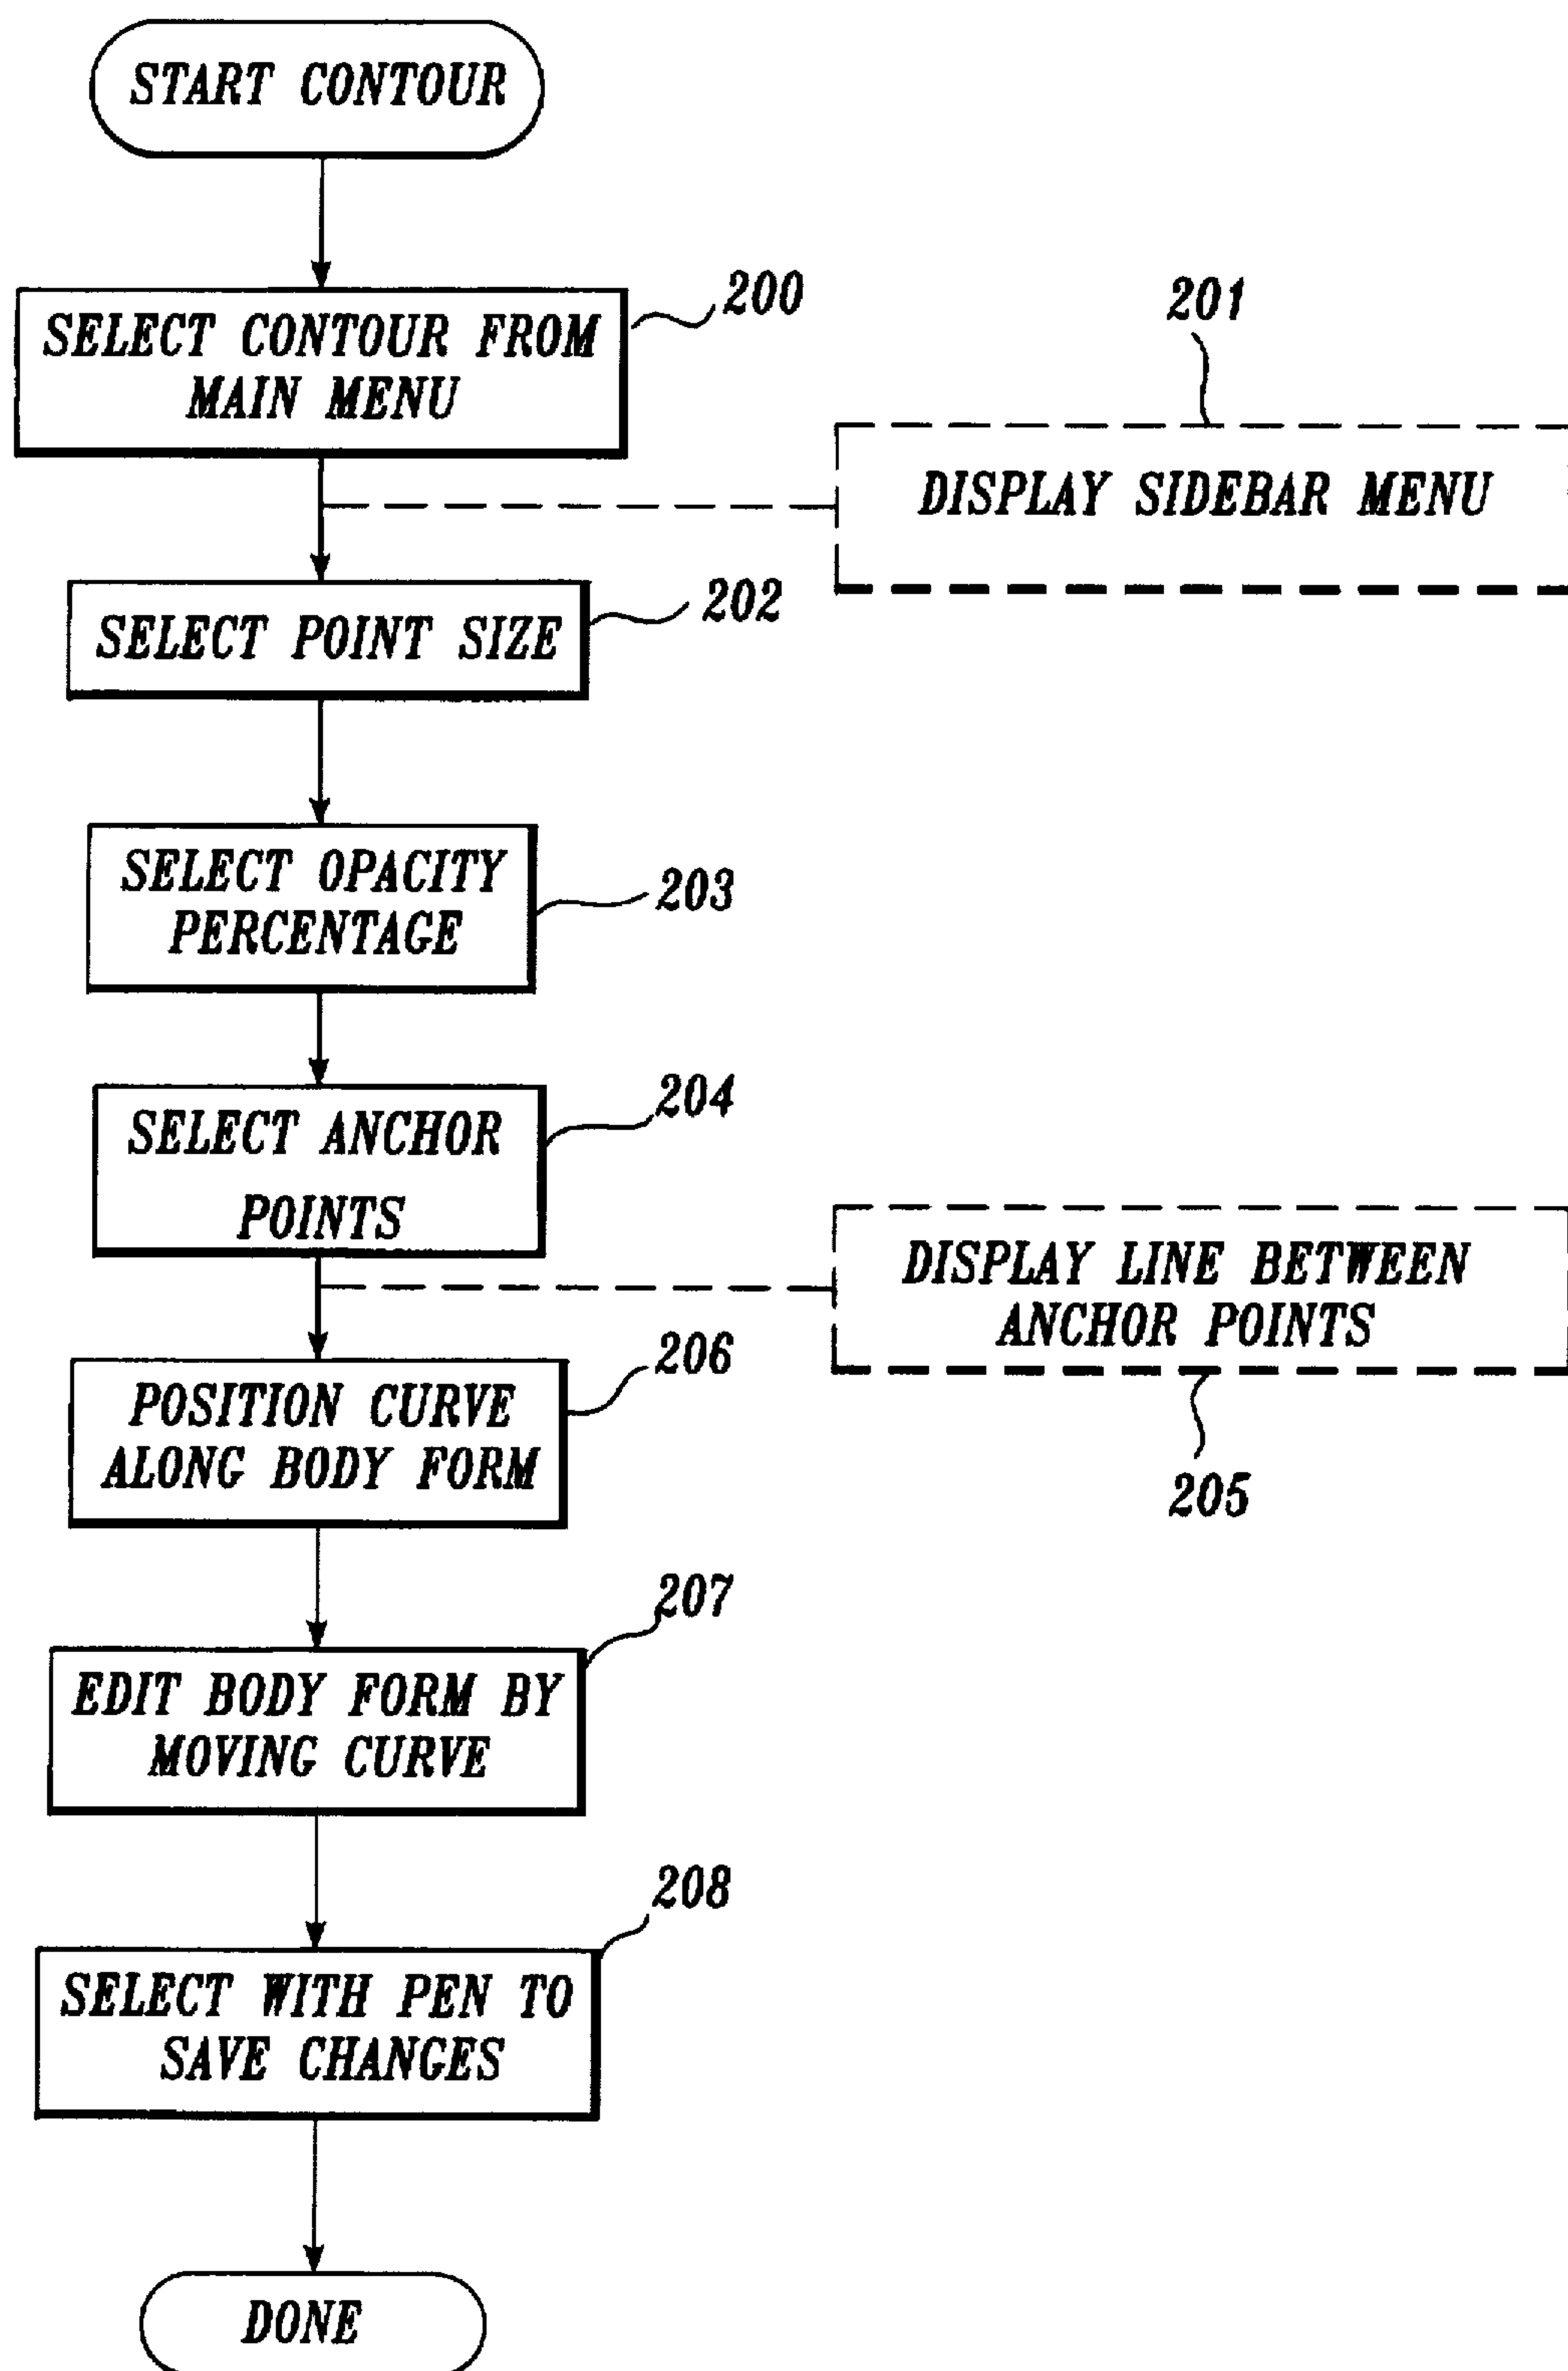 START CONTOUR
200
SELECT CONTOUR FROM
MAIN MENU
201
DISPLAY SIDEBAR MENU
202
SELECT POINT SIZE
SELECT OPACITY
PERCENTAGE
203
204
SELECT ANCHOR
POINTS
DISPLAY LINE BETWEEN
ANCHOR POINTS
205
206
POSITION CURVE
ALONG BODY FORM
207
EDIT BODY FORM BY
MOVING CURVE
208
SELECT WITH PEN TO
SAVE CHANGES
DONE